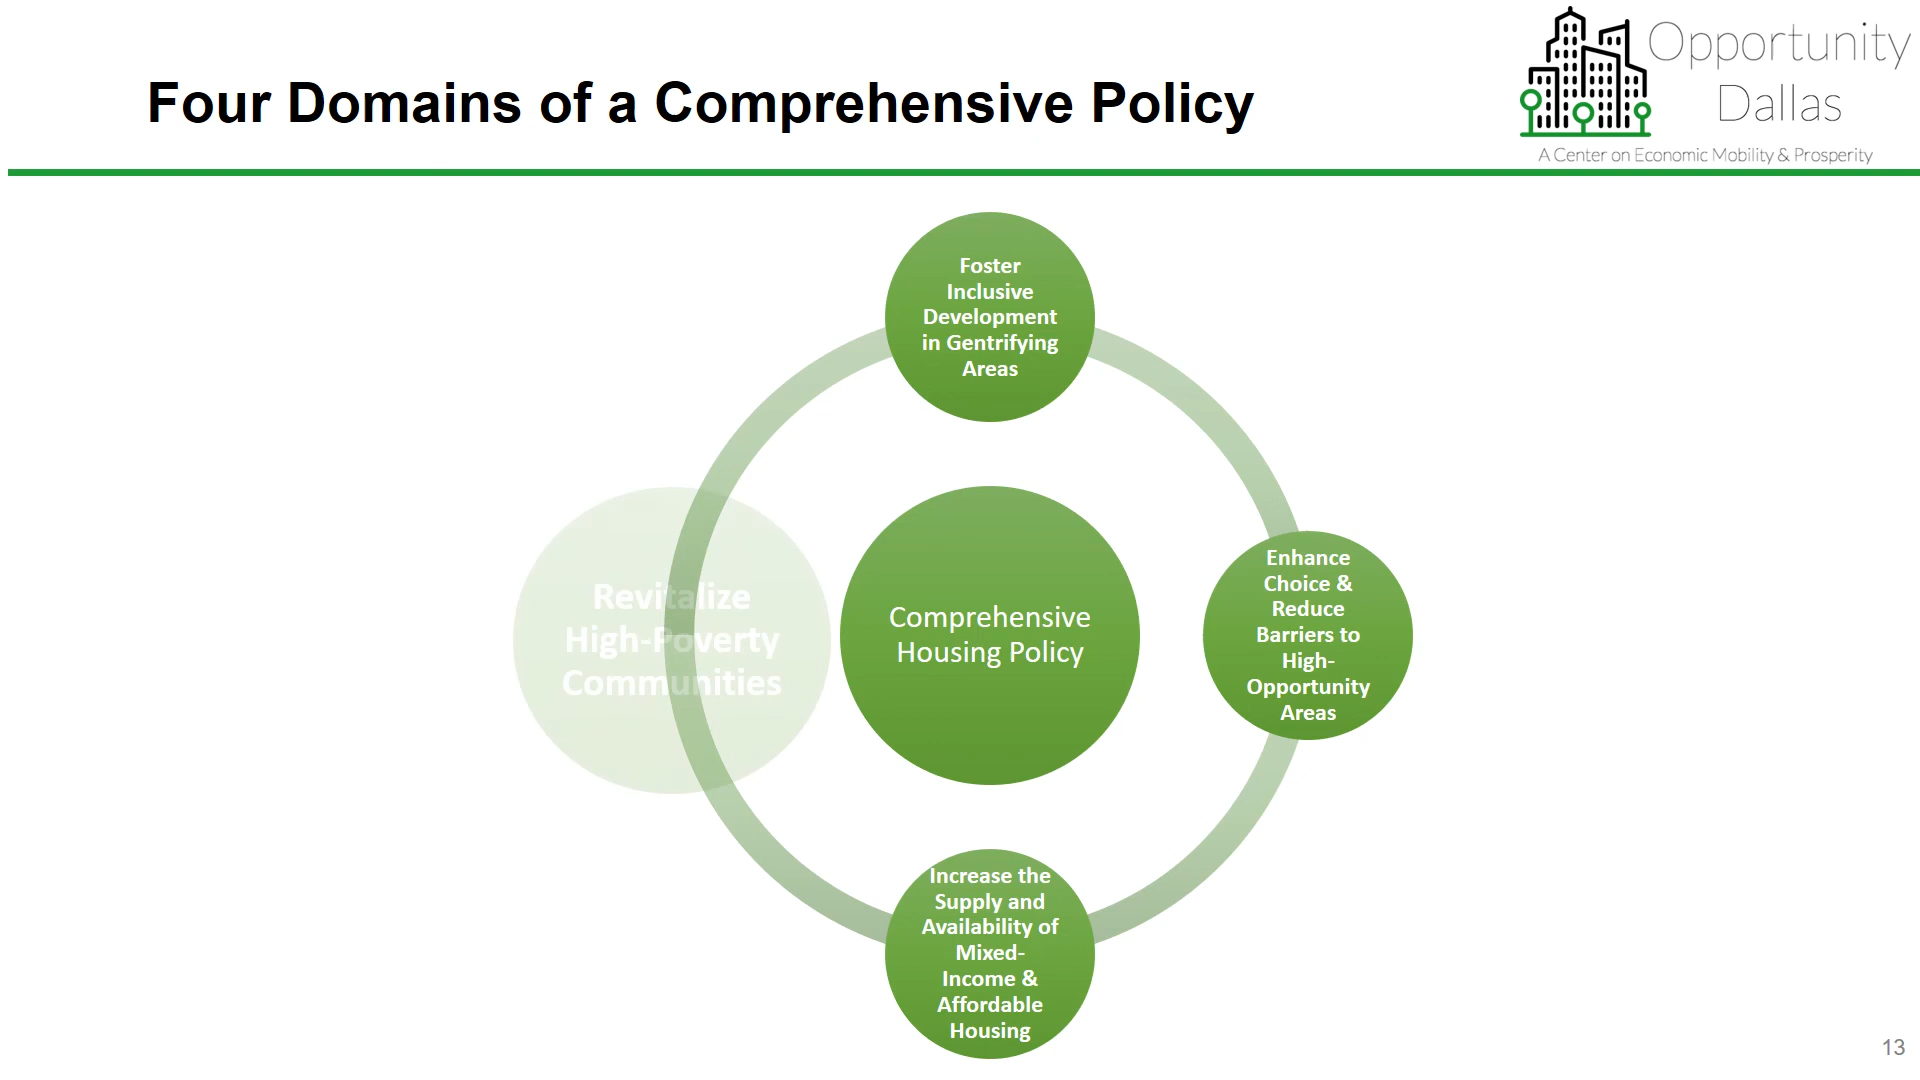 Four Domains of a Comprehensive Policy
Opportunity
Dallas
A Center on Economic Mobility & Prosperity
Foster
Inclusive
Development
in Gentrifying
Areas
Revitalize
High-Poverty
Communities
Comprehensive
Housing Policy
Enhance
Choice &
Reduce
Barriers to
High-
Opportunity
Areas
Increase the
Supply and
Availability of
Mixed-
Income &
Affordable
Housing
13